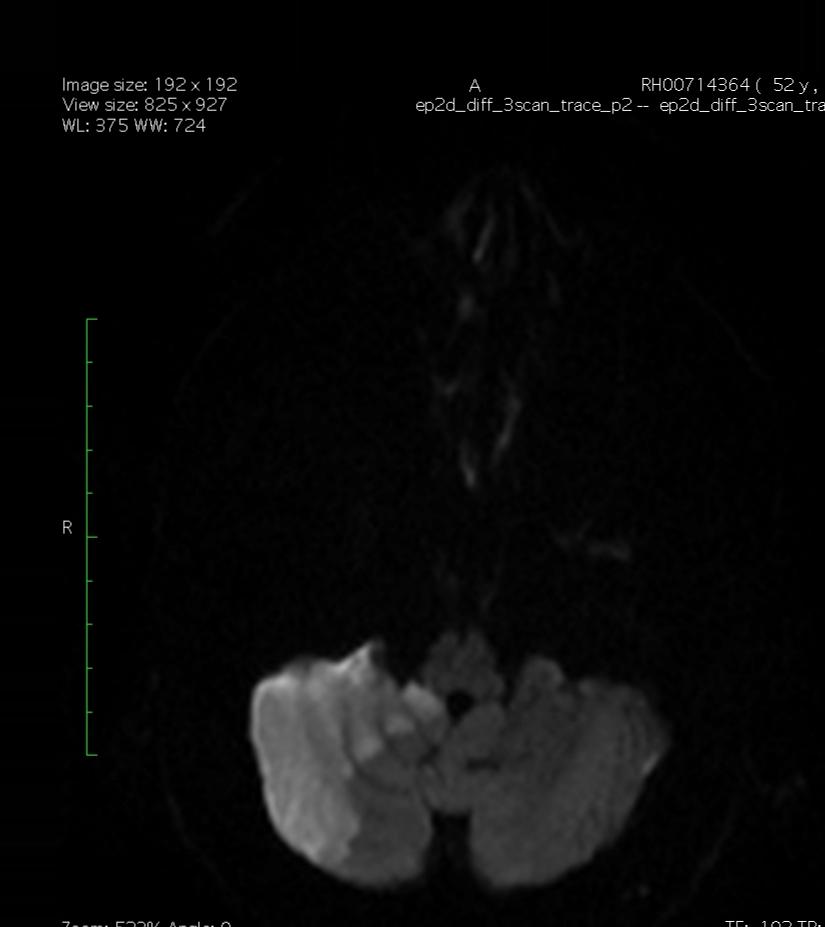 A
Image size: 192 x 192
RH00714364 ( 52 y ,
View size: 825 x 927
ep2d_diff_3scan_trace_p2 -- ep2d_diff_3scan_tra
WL: 375 WW: 724
R